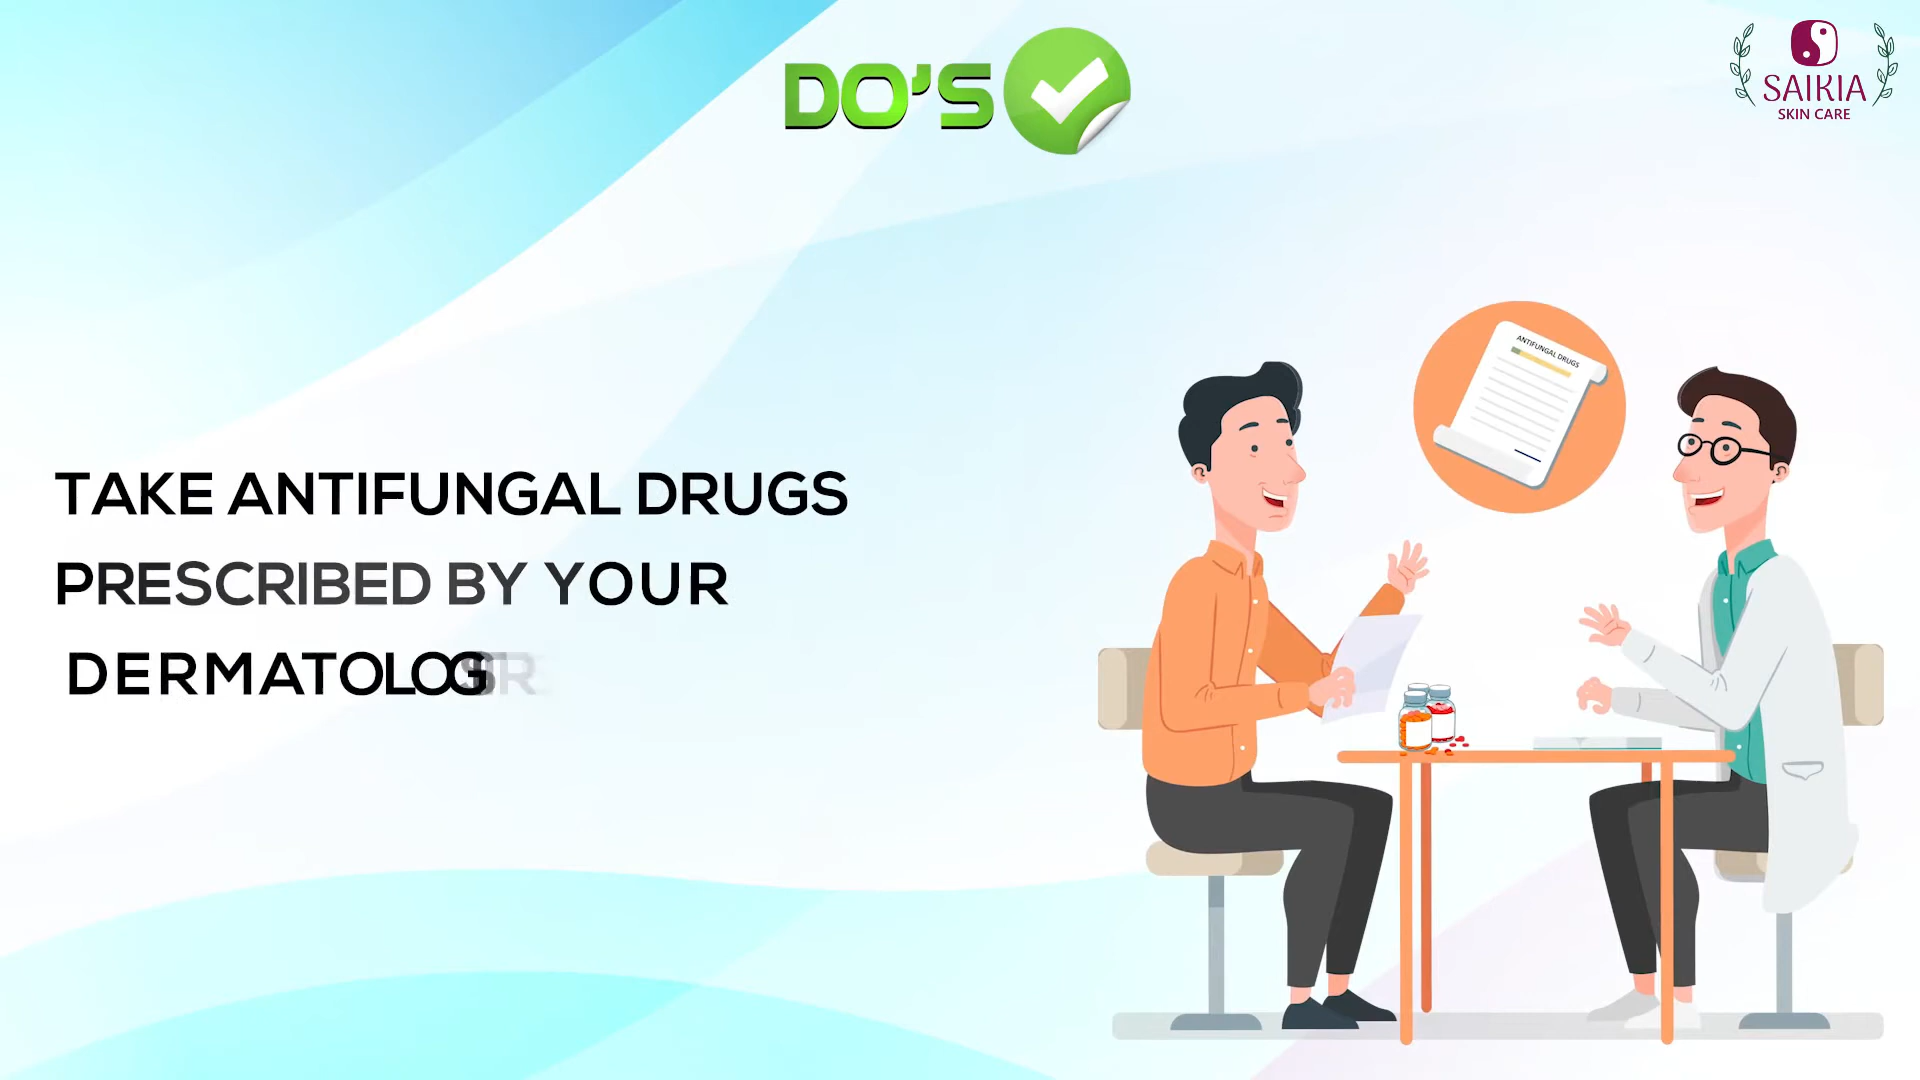 DO'S
SAIKIA
SKIN CARE
ANTIFUNGAL DRUGS
TAKE ANTIFUNGAL DRUGS
PRESCRIBED BY YOUR